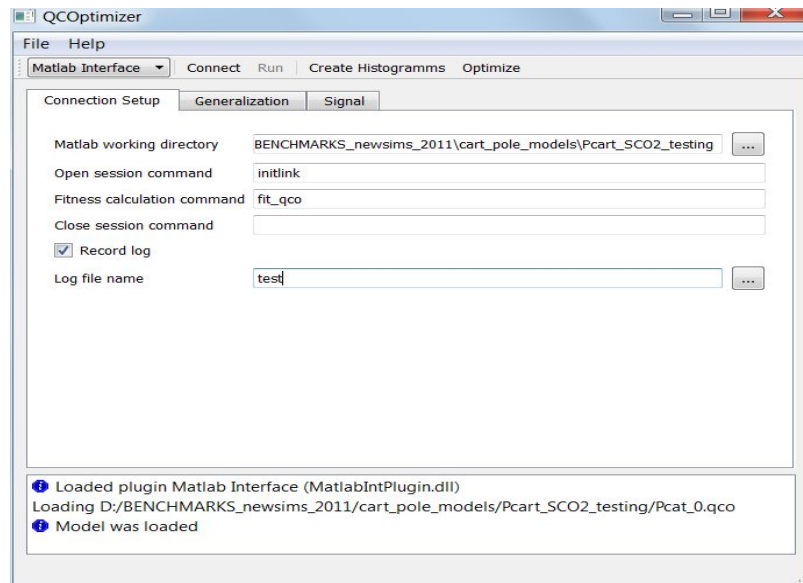 QCOptimizer
File Help
Matlab Interface Connect Run Create Histogramms Optimize
Connection Setup Generalization Signal
Matlab working directory BENCHMARKS_newsims_2011\cart_pole_models\Pcart_SCO2_testing ...
Open session command initlink
Fitness calculation command fit_qco
Close session command
Record log
Log file name test ...
Loaded plugin Matlab Interface (MatlabIntPlugin.dll)
Loading D:/BENCHMARKS_newsims_2011/cart_pole_models/Pcart_SCO2_testing/Pcat_0.qco
Model was loaded